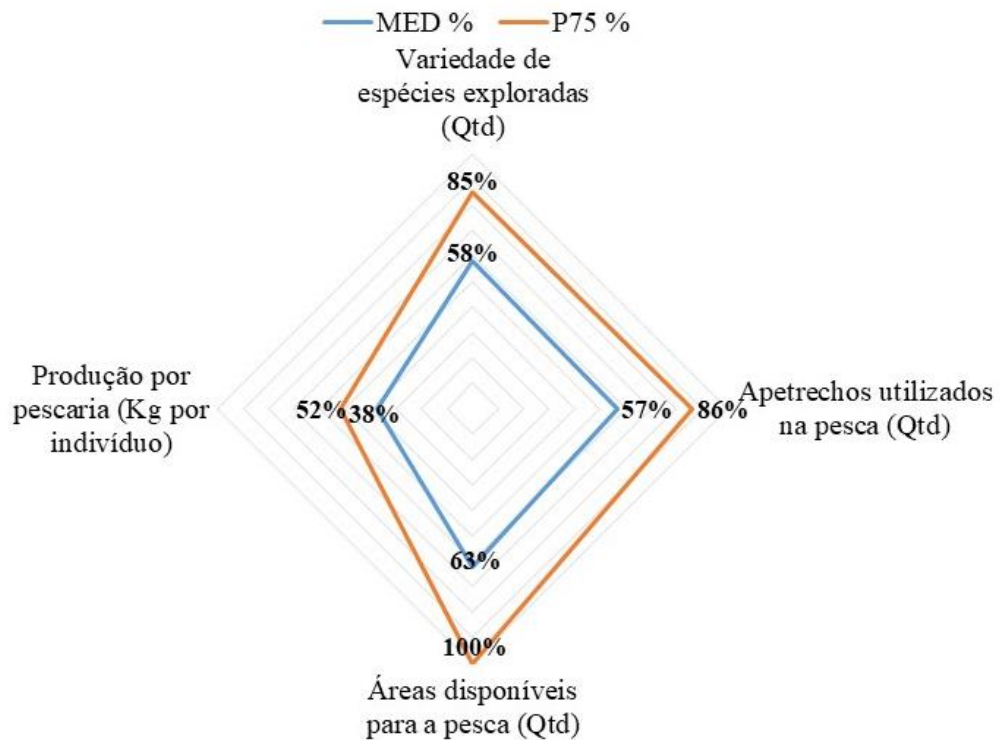 MED % P75 %
Variedade de
espécies exploradas
(Qtd)
85%
58%
Produção por
pescaria (Kg por
indivíduo)
52% 38%
57% 86%
Apetrechos utilizados
na pesca (Qtd)
63%
100%
Áreas disponíveis
para a pesca (Qtd)